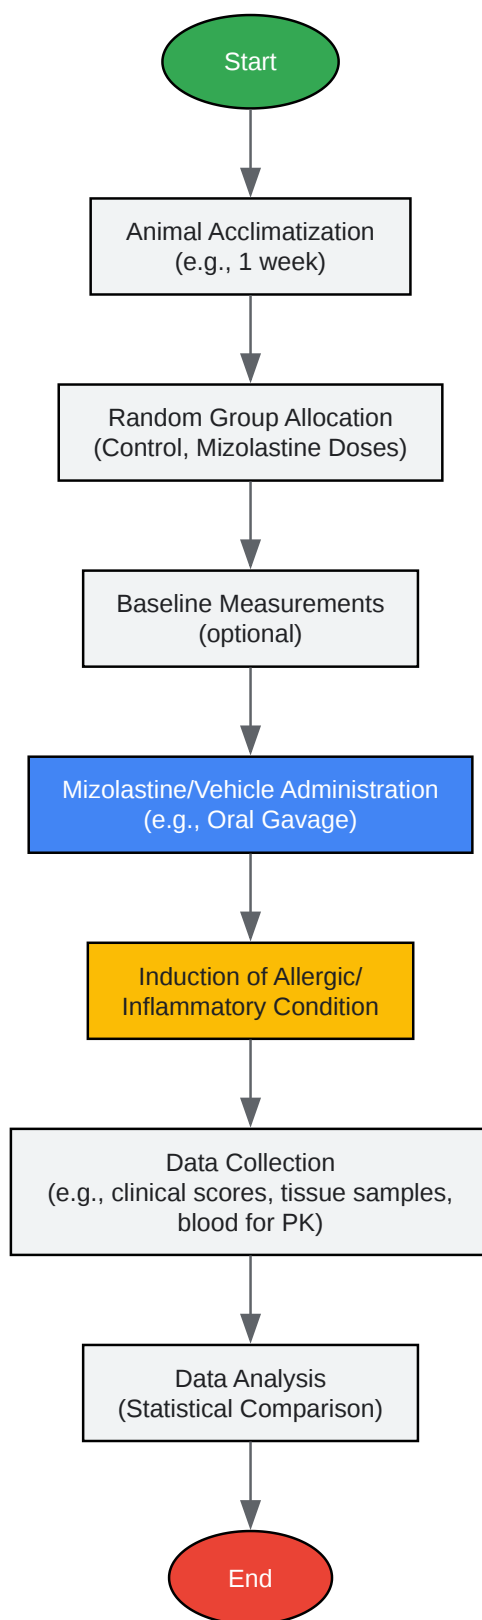 Start
Animal Acclimatization
(e.g., 1 week)
Random Group Allocation
(Control, Mizolastine Doses)
Baseline Measurements
(optional)
Mizolastine/Vehicle Administration
(e.g., Oral Gavage)
Induction of Allergic/
Inflammatory Condition
Data Collection
(e.g., clinical scores, tissue samples,
blood for PK)
Data Analysis
(Statistical Comparison)
End